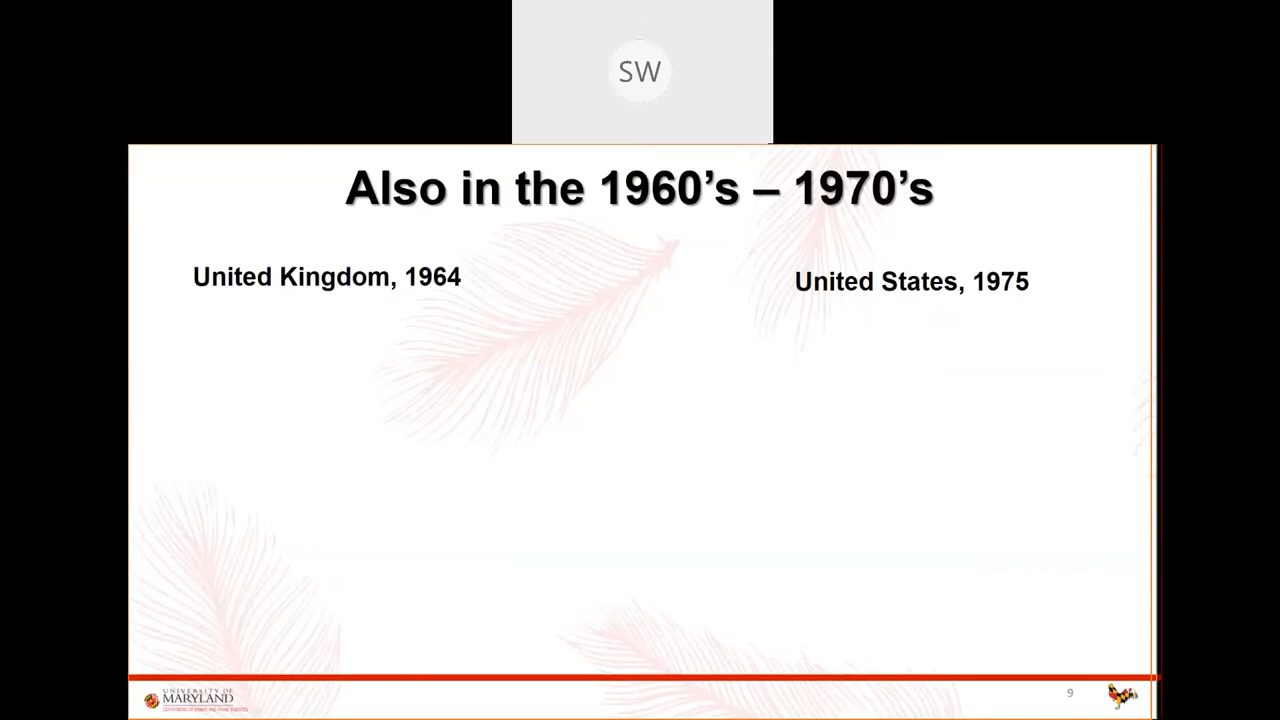 SW
Also in the 1960’s – 1970’s
United Kingdom, 1964
United States, 1975
UNIVERSITY OF
MARYLAND
9